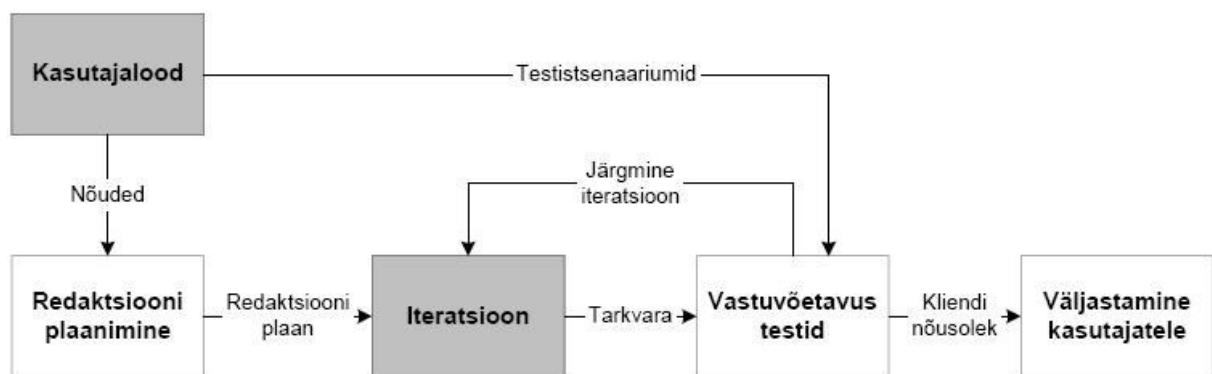 Kasutajalood
Testistsenaariumid
Järgmine
iteratsioon
Nõuded
Redaktsiooni
plaanimine
Redaktsiooni
plaan
Iteratsioon
Tarkvara
Vastuvõetavus
testid
Kliendi
nõusolek
Väljastamine
kasutajatele